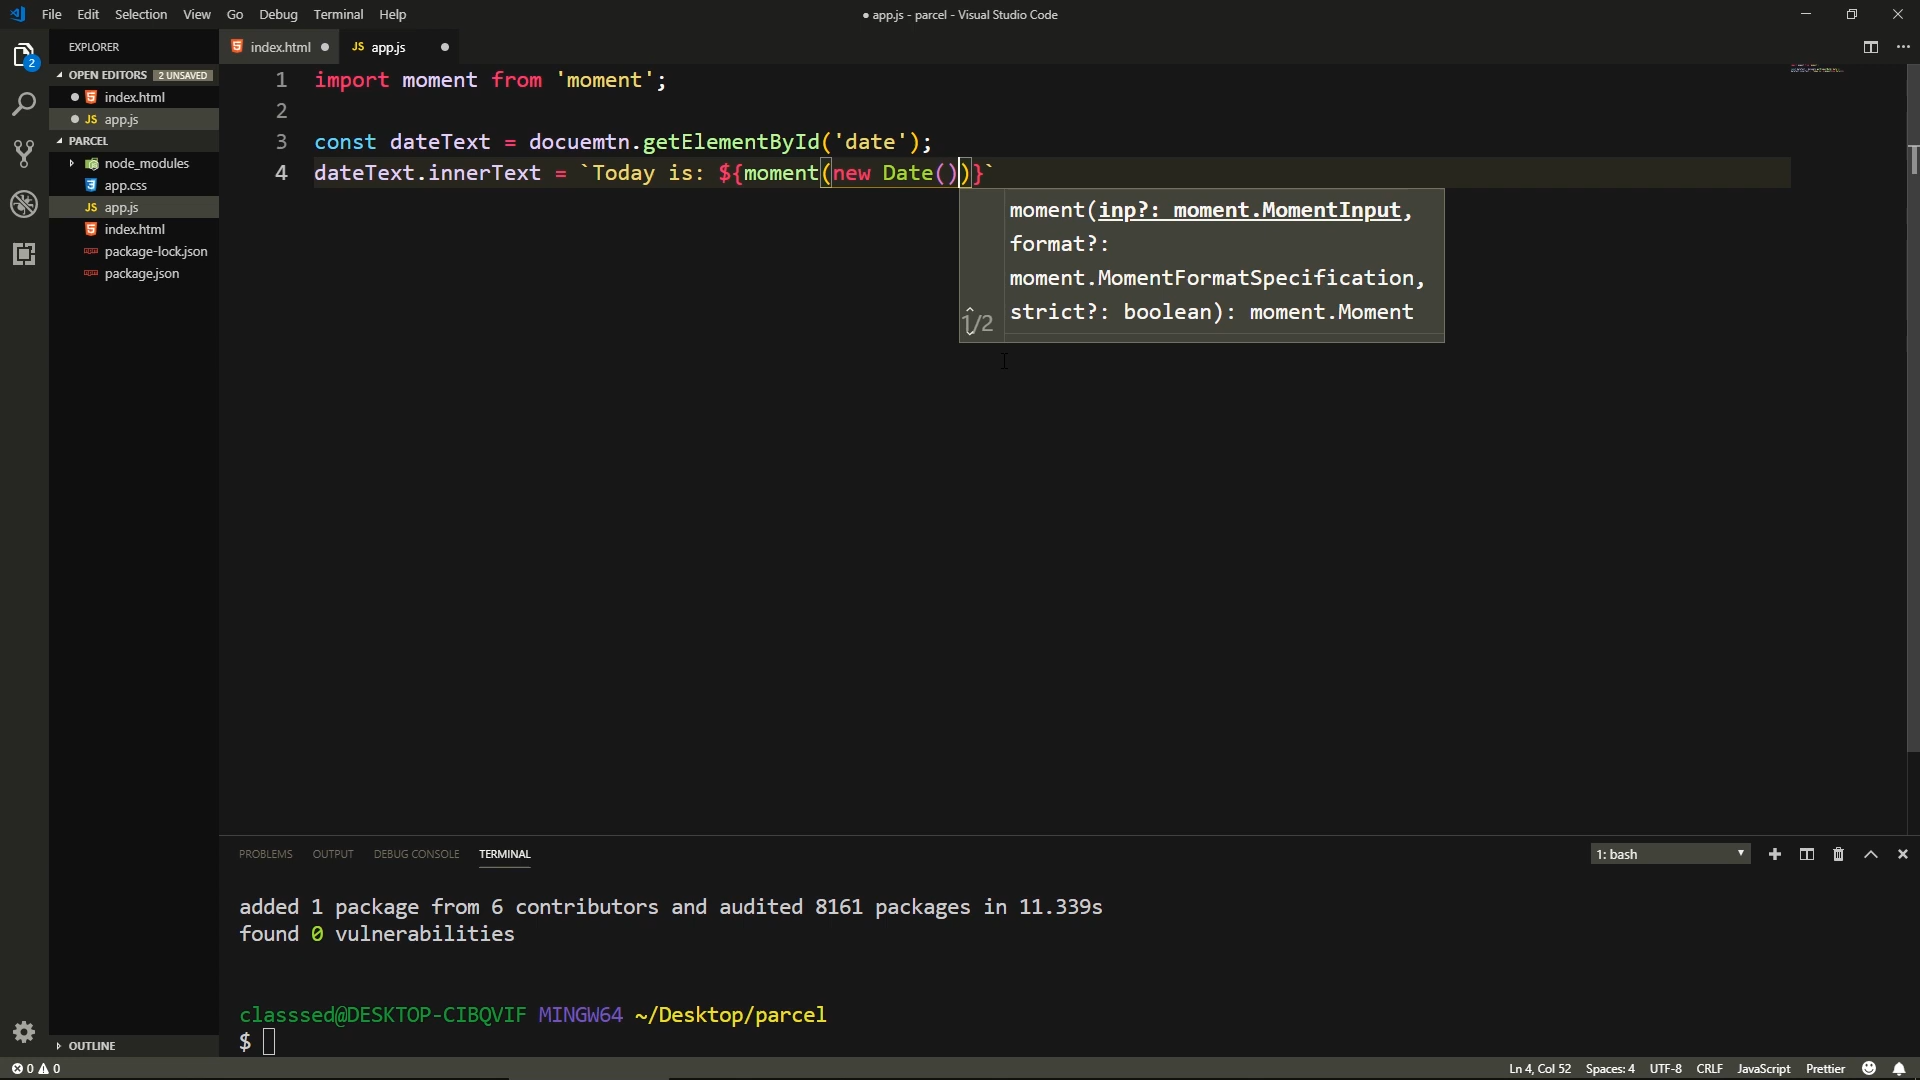 File Edit Selection View Go Debug Terminal Help
● app.js - parcel - Visual Studio Code
2
EXPLORER
OPEN EDITORS 2 UNSAVED
index.html
JS app.js
PARCEL
node_modules
app.css
JS app.js
index.html
package-lock.json
package.json
OUTLINE
index.html
JS app.js
1 import moment from 'moment';
2
3 const dateText = docuemtn.getElementById('date');
4 dateText.innerText = `Today is: ${moment(new Date())}`
moment(inp?: moment.MomentInput,
format?:
moment.MomentFormatSpecification,
strict?: boolean): moment.Moment
1/2
PROBLEMS OUTPUT DEBUG CONSOLE TERMINAL
1: bash
added 1 package from 6 contributors and audited 8161 packages in 11.339s
found 0 vulnerabilities
classsed@DESKTOP-CIBQVIF MINGW64 ~/Desktop/parcel
$
0 0
Ln 4, Col 52 Spaces: 4 UTF-8 CRLF JavaScript Prettier